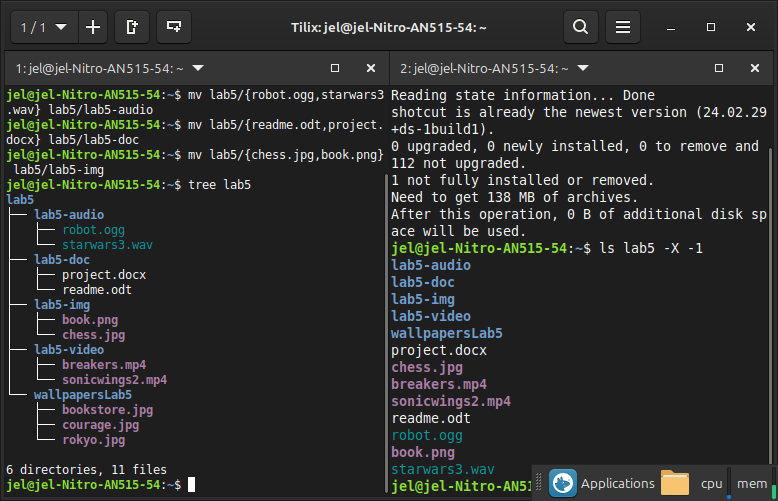 1 / 1
Tilix: jel@jel-Nitro-AN515-54: ~
1: jel@jel-Nitro-AN515-54: ~
jel@jel-Nitro-AN515-54:~$ mv lab5/{robot.ogg,starwars3
.wav} lab5/lab5-audio
jel@jel-Nitro-AN515-54:~$ mv lab5/{readme.odt,project.
docx} lab5/lab5-doc
jel@jel-Nitro-AN515-54:~$ mv lab5/{chess.jpg,book.png}
 lab5/lab5-img
jel@jel-Nitro-AN515-54:~$ tree lab5
lab5
├── lab5-audio
│   ├── robot.ogg
│   └── starwars3.wav
├── lab5-doc
│   ├── project.docx
│   └── readme.odt
├── lab5-img
│   ├── book.png
│   └── chess.jpg
├── lab5-video
│   ├── breakers.mp4
│   └── sonicwings2.mp4
└── wallpapersLab5
    ├── bookstore.jpg
    ├── courage.jpg
    └── rokyo.jpg
6 directories, 11 files
jel@jel-Nitro-AN515-54:~$
2: jel@jel-Nitro-AN515-54: ~
Reading state information... Done
shotcut is already the newest version (24.02.29
+ds-1build1).
0 upgraded, 0 newly installed, 0 to remove and
112 not upgraded.
1 not fully installed or removed.
Need to get 138 MB of archives.
After this operation, 0 B of additional disk sp
ace will be used.
jel@jel-Nitro-AN515-54:~$ ls lab5 -X -1
lab5-audio
lab5-doc
lab5-img
lab5-video
wallpapersLab5
project.docx
chess.jpg
breakers.mp4
sonicwings2.mp4
readme.odt
robot.ogg
book.png
starwars3.wav
jel@jel-Nitro-AN515-
Applications
cpu
mem